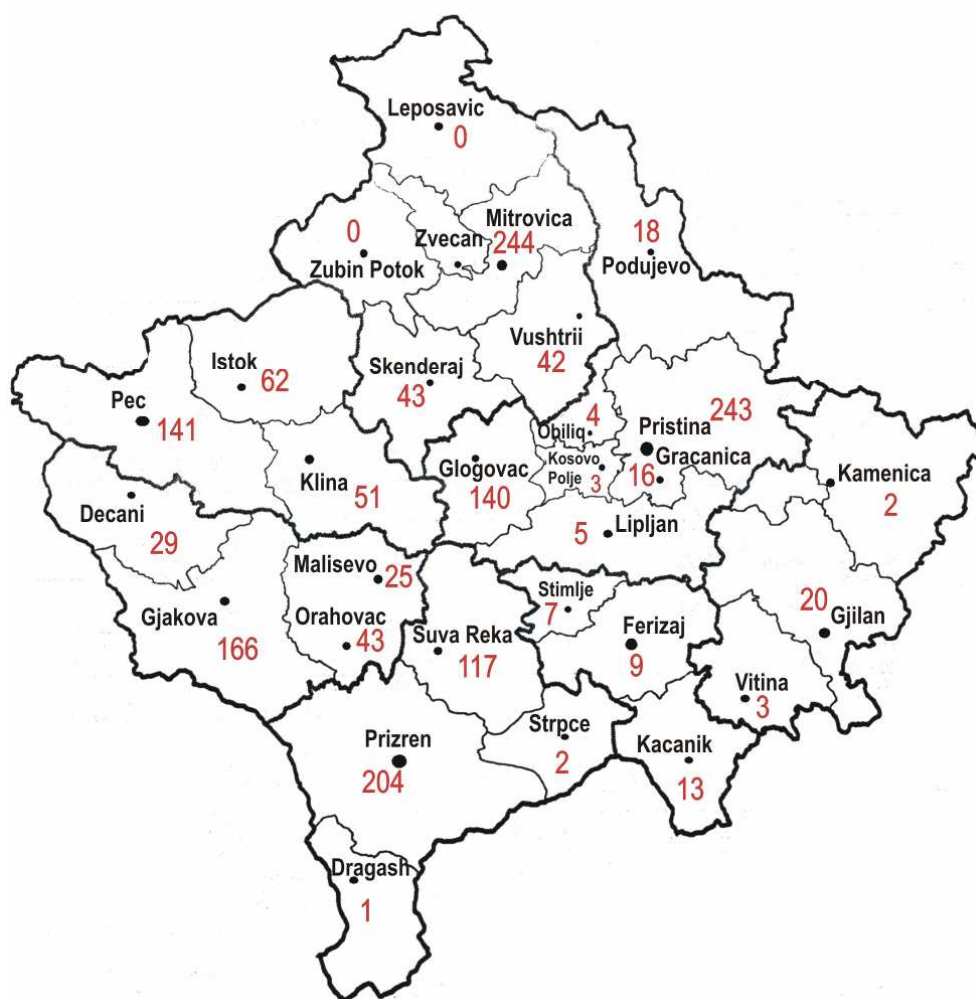 Leposavic
0
Mitrovica
244
0
Zvecan
Zubin Potok
18
Podujevo
Vushtrii
42
Istok
62
Skenderaj
43
Pec
141
4
Obiliq
243
Pristina
Gracanica
16
Kosovo
Polje
3
Glogovac
140
Klina
51
Kamenica
2
Decani
29
5
Lipljan
Malisevo
25
Stimlje
7
Gjakova
166
Orahovac
43
Suva Reka
117
Ferizaj
9
20
Gjilan
Vitina
3
Strpce
2
Kacanik
13
Prizren
204
Dragash
1